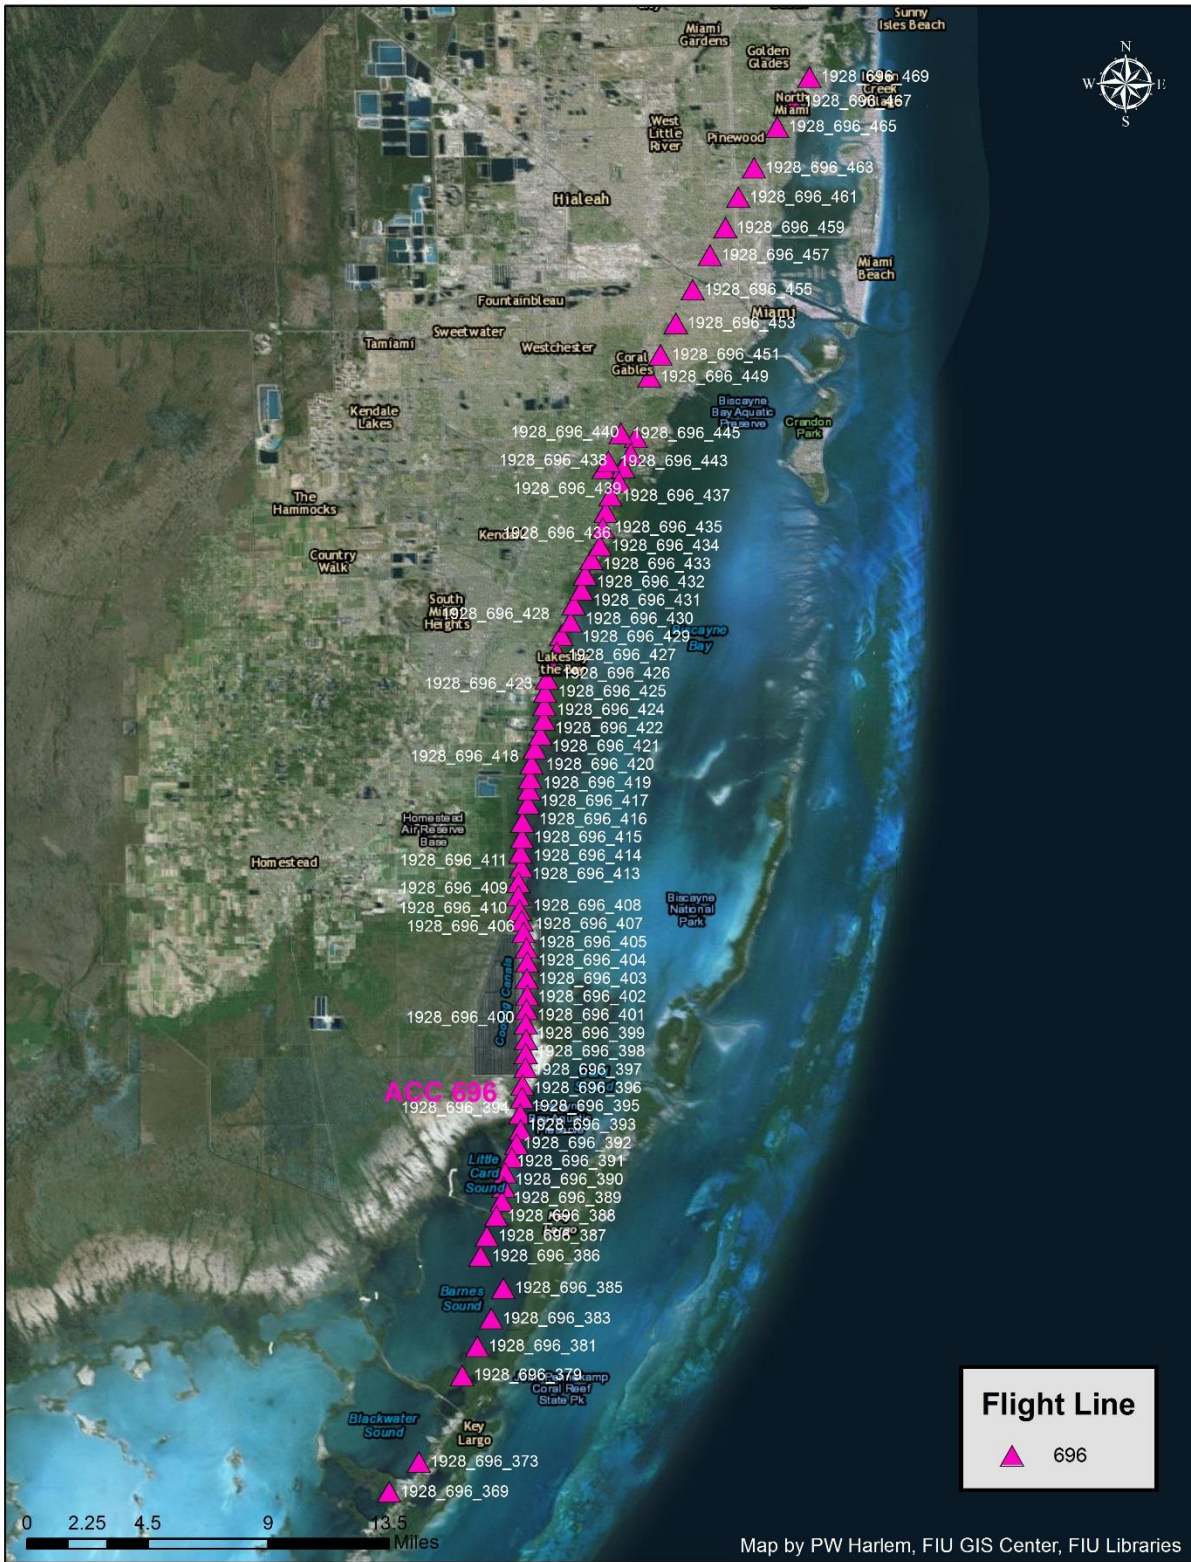 Sunny
Isles Beach
Miami
Gardens
Golden
Glades
N
W E
S
1928_696_469
Creek
North
Miami
1928_696_467
West
Little
River
Pinewood
1928_696_465
1928_696_463
Hialeah
1928_696_461
1928_696_459
1928_696_457
Miami
Beach
1928_696_455
Fountainbleau
Miami
1928_696_453
Sweetwater
Tamiami
Westchester
Coral
Gables
1928_696_451
1928_696_449
Kendale
Lakes
Biscayne
Bay Aquatic
Preserve
Crandon
Park
1928_696_440
1928_696_445
1928_696_438
1928_696_443
1928_696_439
1928_696_437
The
Hammocks
1928_696_435
1928_696_436
1928_696_434
Country
Walk
1928_696_433
1928_696_432
South
Heights
1928_696_431
1928_696_428
1928_696_430
1928_696_429
Biscayne
Bay
1928_696_427
Lakes by
the Bay
1928_696_426
1928_696_423
1928_696_425
1928_696_424
1928_696_422
1928_696_421
1928_696_418
1928_696_420
1928_696_419
1928_696_417
1928_696_416
Homestead
Air Reserve
Base
1928_696_415
Homestead
1928_696_411
1928_696_414
1928_696_413
1928_696_409
1928_696_410
1928_696_408
Biscayne
National
Park
1928_696_406
1928_696_407
1928_696_405
1928_696_404
1928_696_403
Cooling Canals
1928_696_402
1928_696_400
1928_696_401
1928_696_399
1928_696_398
1928_696_397
ACC 696
1928_696_396
1928_696_394
1928_696_395
1928_696_393
1928_696_392
Little
Card
Sound
1928_696_391
1928_696_390
1928_696_389
1928_696_388
1928_696_387
1928_696_386
Barnes
Sound
1928_696_385
1928_696_383
1928_696_381
1928_696_379
Coral Reef
State Pk
Blackwater
Sound
Key
Largo
1928_696_373
1928_696_369
Flight Line
696
0 2.25 4.5 9 13.5
Miles
Map by PW Harlem, FIU GIS Center, FIU Libraries